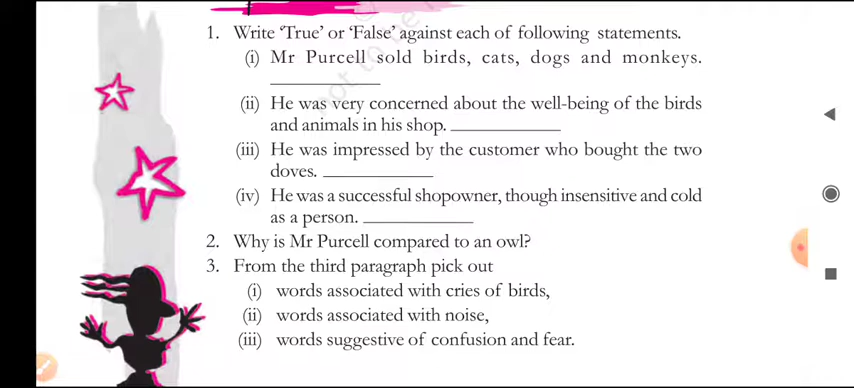 1. Write ‘True’ or ‘False’ against each of following statements.
(i) Mr Purcell sold birds, cats, dogs and monkeys.
____________
(ii) He was very concerned about the well-being of the birds
and animals in his shop. ____________
(iii) He was impressed by the customer who bought the two
doves. ____________
(iv) He was a successful shopowner, though insensitive and cold
as a person. ____________
2. Why is Mr Purcell compared to an owl?
3. From the third paragraph pick out
(i) words associated with cries of birds,
(ii) words associated with noise,
(iii) words suggestive of confusion and fear.